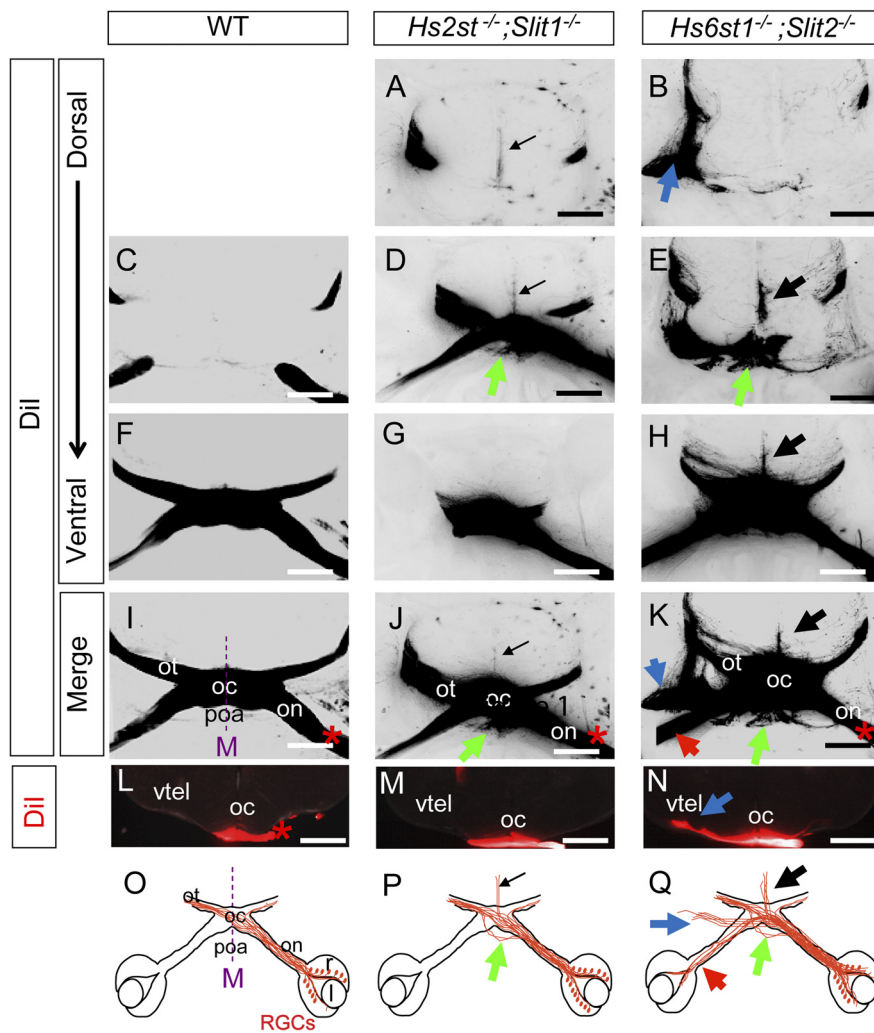 WT
Hs2st -/- ;Slit1-/-
Hs6st1-/- ;Slit2-/-
DiI
Dorsal
Ventral
A
B
C
D
E
F
G
H
Merge
I
ot
oc
poa
on
*
M
J
ot
oc
1
on
*
K
ot
oc
on
*
DiI
L
vtel
oc
*
M
vtel
oc
N
vtel
oc
O
ot
oc
poa
on
M
r
l
RGCs
P
Q